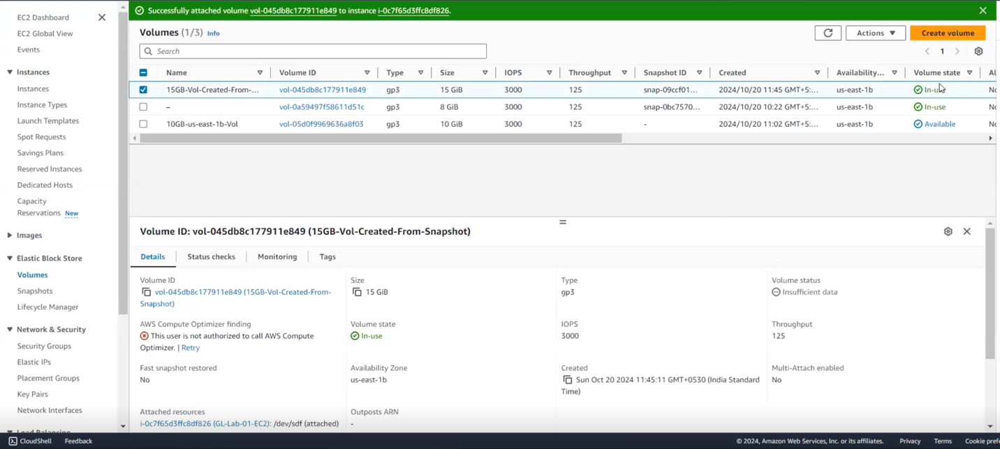 EC2 Dashboard
EC2 Global View
Events
Instances
Instances
Instance Types
Launch Templates
Spot Requests
Savings Plans
Reserved Instances
Dedicated Hosts
Capacity
Reservations New
Images
Elastic Block Store
Volumes
Snapshots
Lifecycle Manager
Network & Security
Security Groups
Elastic IPs
Placement Groups
Key Pairs
Network Interfaces
Successfully attached volume vol-045db8c177911e849 to instance i-0c7f65d3ffc8df826.
Volumes (1/3) Info
Actions Create volume
Search
1
Name Volume ID Type Size IOPS Throughput Snapshot ID Created Availability... Volume state
15GB-Vol-Created-From-... vol-045db8c177911e849 gp3 15 GiB 3000 125 snap-09ccf01... 2024/10/20 11:45 GMT+5:... us-east-1b In-use
– vol-0a59497f58611d51c gp3 8 GiB 3000 125 snap-0bc7570... 2024/10/20 10:22 GMT+5:... us-east-1b In-use
10GB-us-east-1b-Vol vol-05d0f9969636a8f03 gp3 10 GiB 3000 125 - 2024/10/20 11:02 GMT+5:... us-east-1b Available
Volume ID: vol-045db8c177911e849 (15GB-Vol-Created-From-Snapshot)
Details Status checks Monitoring Tags
Volume ID Size Type Volume status
vol-045db8c177911e849 (15GB-Vol-Created-From- 15 GiB gp3 Insufficient data
Snapshot)
AWS Compute Optimizer finding Volume state IOPS Throughput
This user is not authorized to call AWS Compute In-use 3000 125
Optimizer. | Retry
Fast snapshot restored Availability Zone Created Multi-Attach enabled
No us-east-1b Sun Oct 20 2024 11:45:11 GMT+0530 (India Standard No
Time)
Attached resources Outposts ARN
i-0c7f65d3ffc8df826 (GL-Lab-01-EC2): /dev/sdf (attached) -
CloudShell Feedback © 2024, Amazon Web Services, Inc. or its affiliates. Privacy Terms Cookie